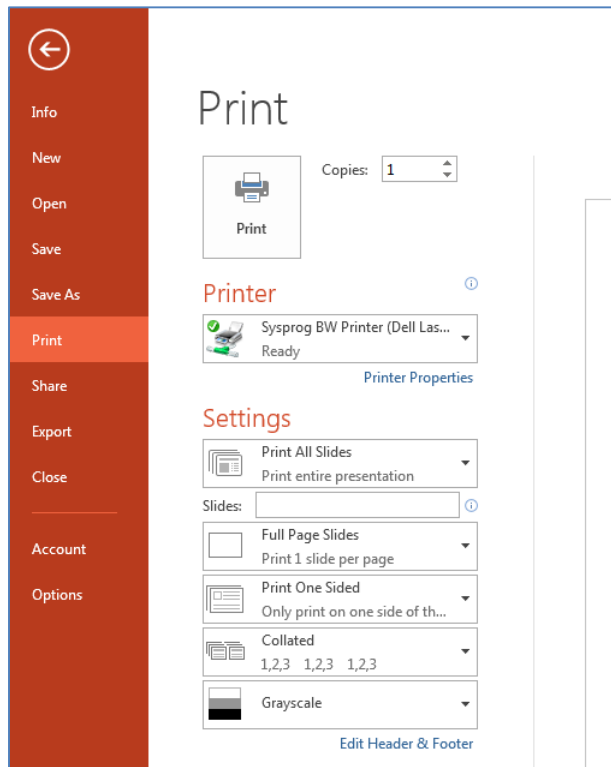 Info
New
Open
Save
Save As
Print
Share
Export
Close
Account
Options
Print
Copies: 1
Print
Printer
Sysprog BW Printer (Dell Las...
Ready
Printer Properties
Settings
Print All Slides
Print entire presentation
Slides:
Full Page Slides
Print 1 slide per page
Print One Sided
Only print on one side of th...
Collated
1,2,3 1,2,3 1,2,3
Grayscale
Edit Header & Footer